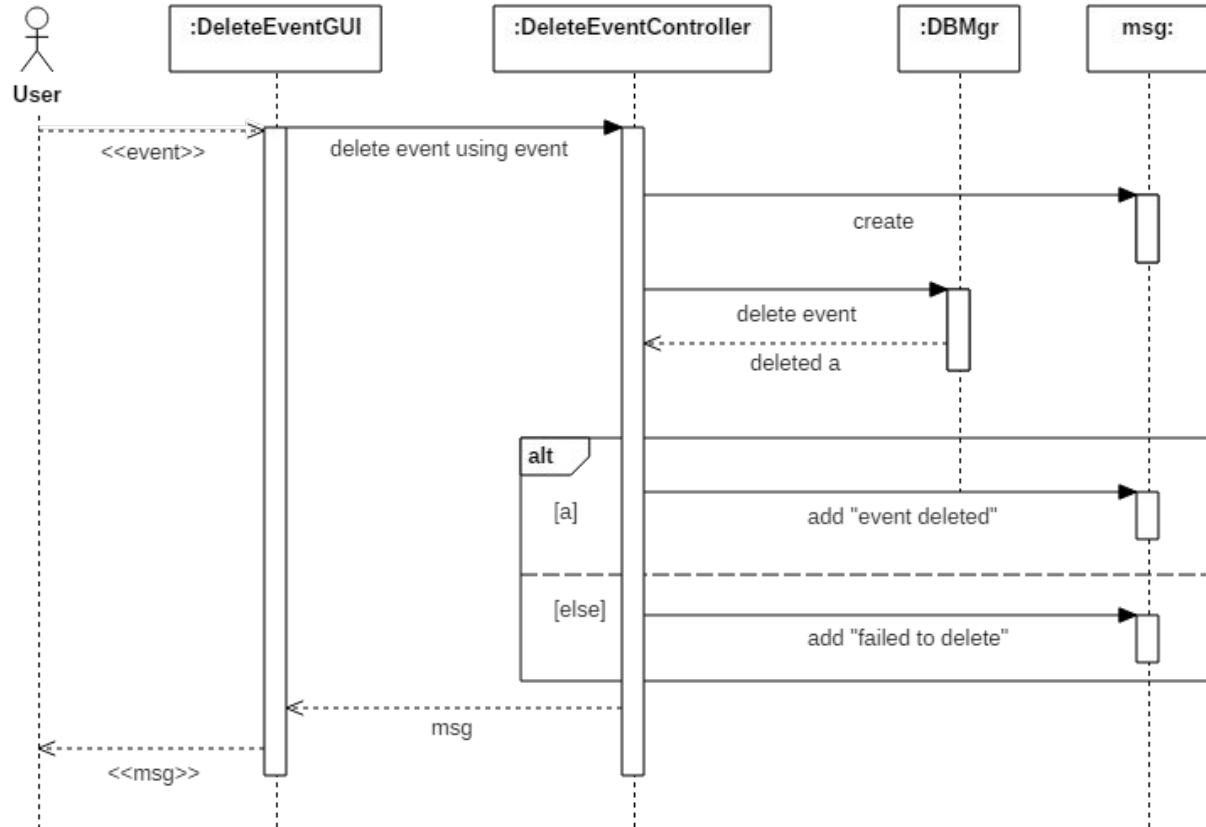 :DeleteEventGUI
:DeleteEventController
:DBMgr
msg:
User
<<event>>
delete event using event
create
delete event
deleted a
alt
[a]
add "event deleted"
[else]
add "failed to delete"
msg
<<msg>>